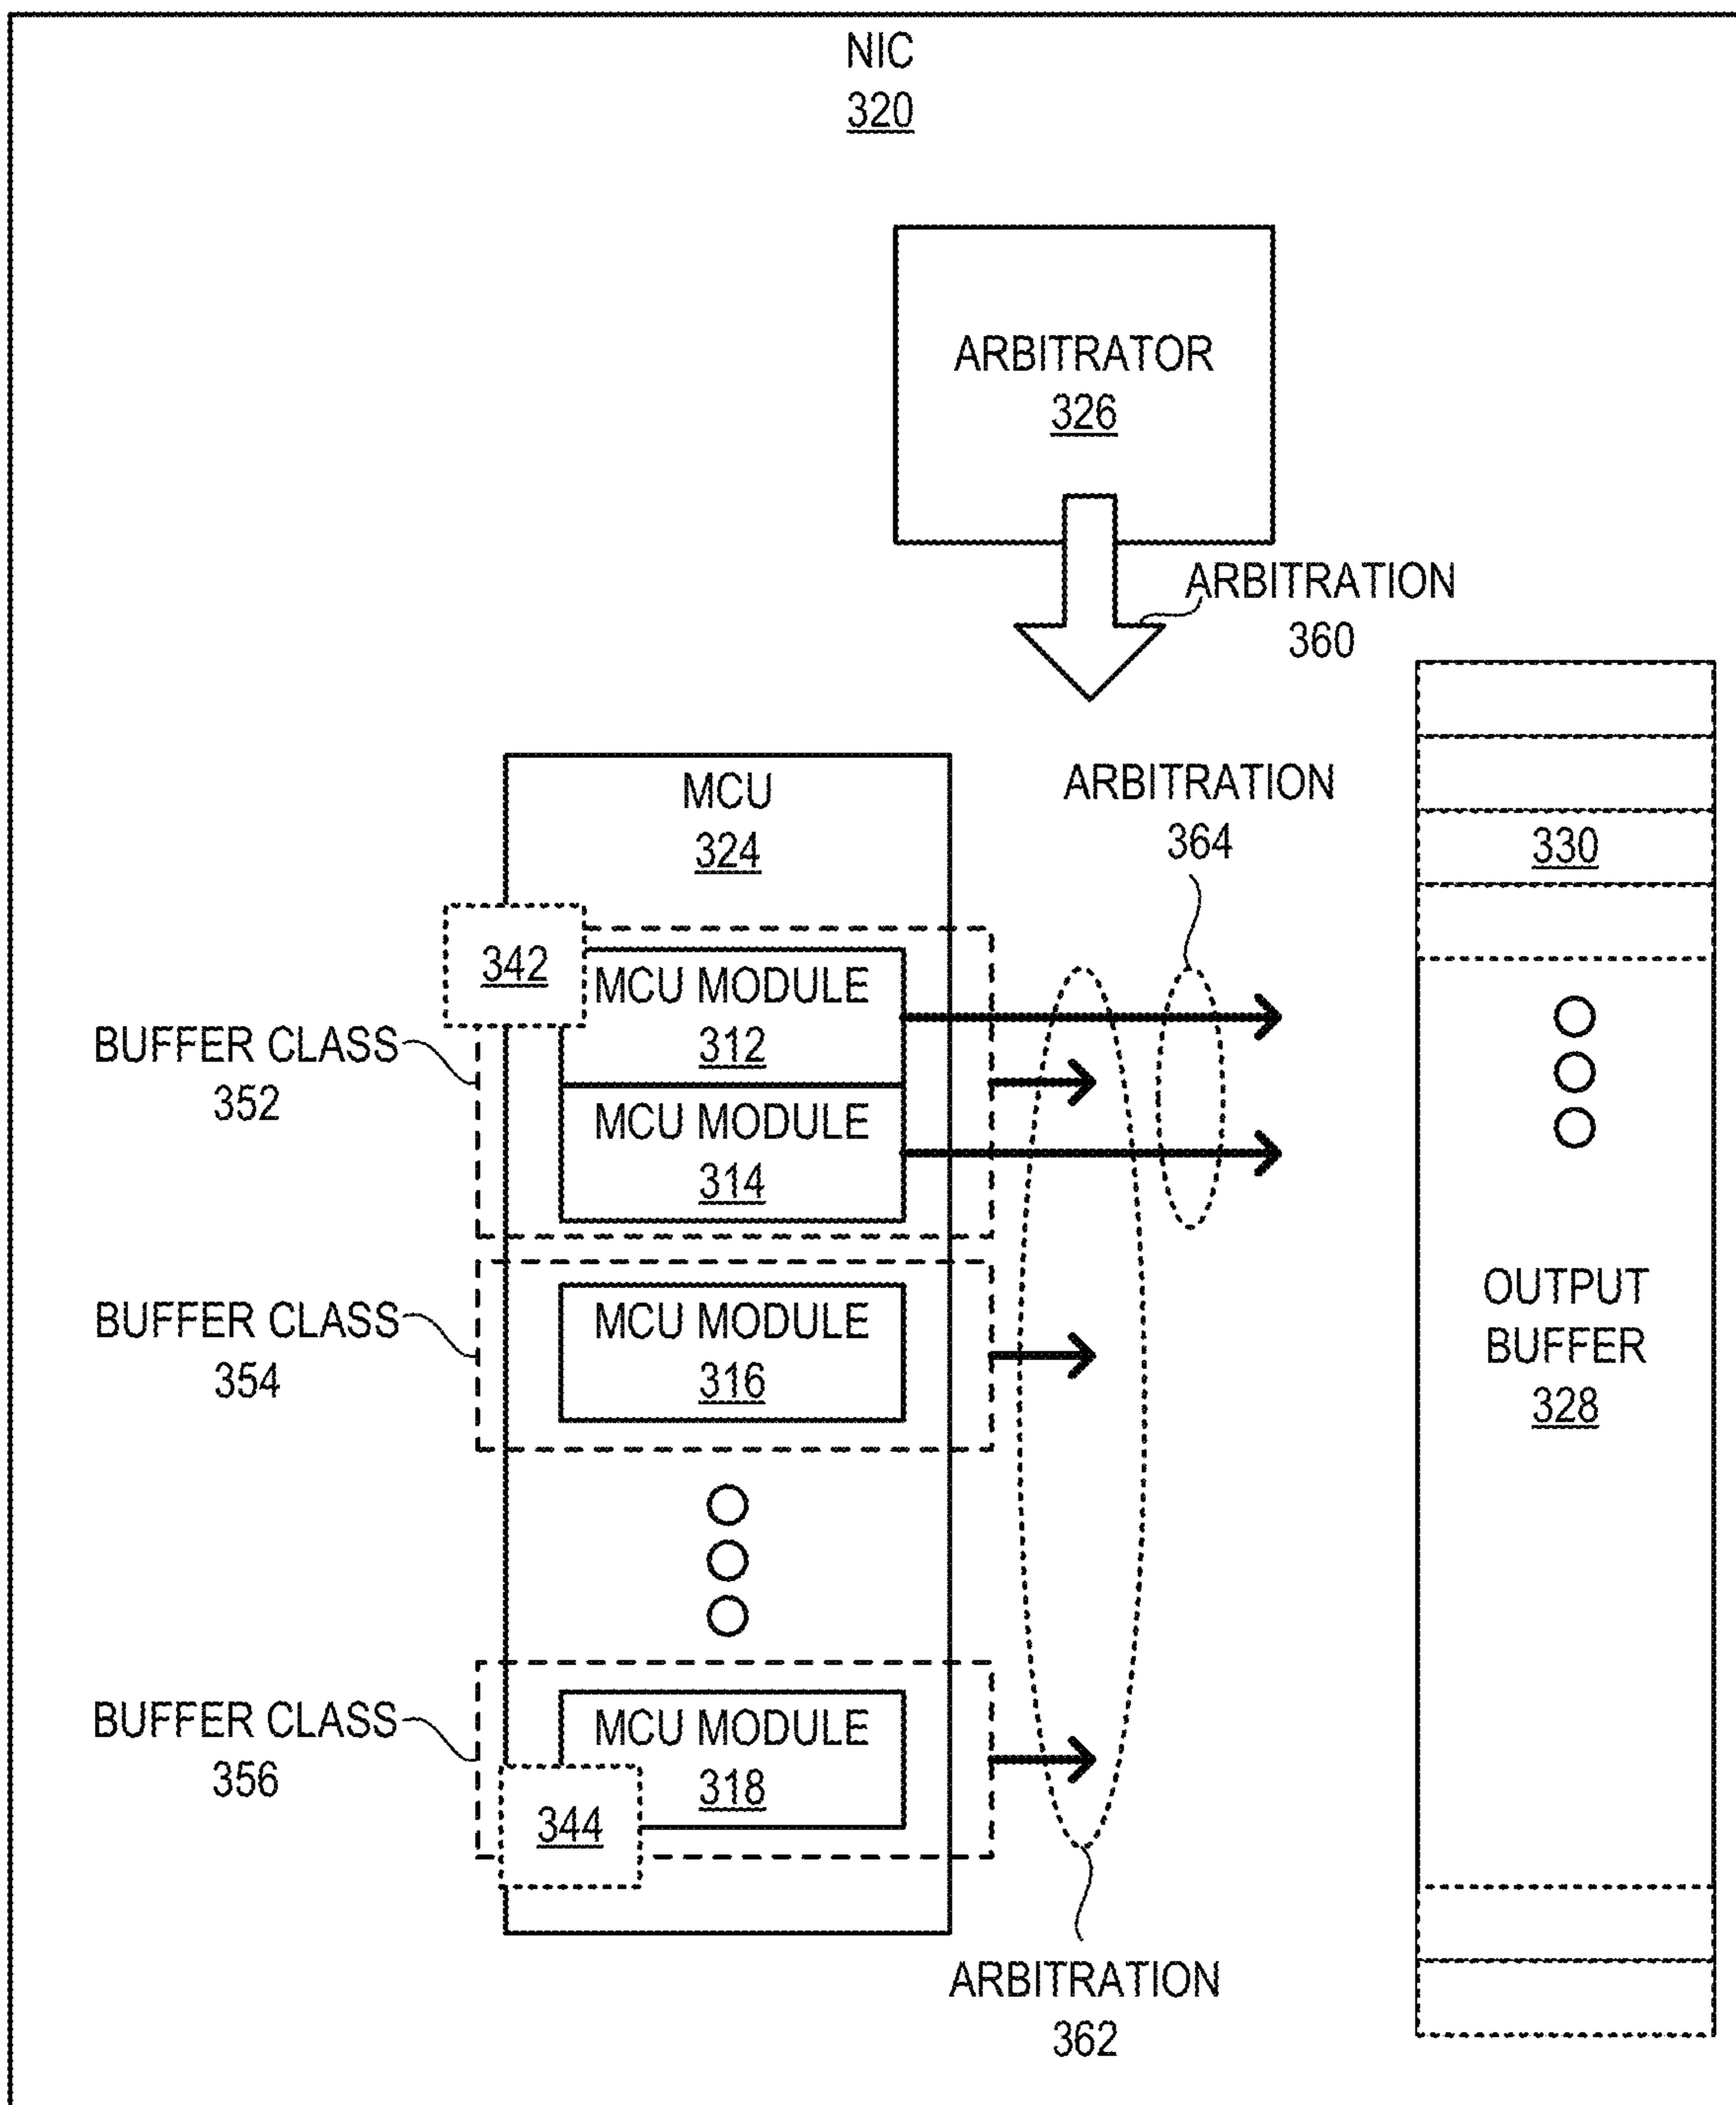 NIC
320
ARBITRATOR
326
ARBITRATION
360
MCU
324
ARBITRATION
364
330
342
MCU MODULE
312
BUFFER CLASS
352
MCU MODULE
314
OUTPUT
BUFFER
328
BUFFER CLASS
354
MCU MODULE
316
BUFFER CLASS
356
MCU MODULE
318
344
ARBITRATION
362